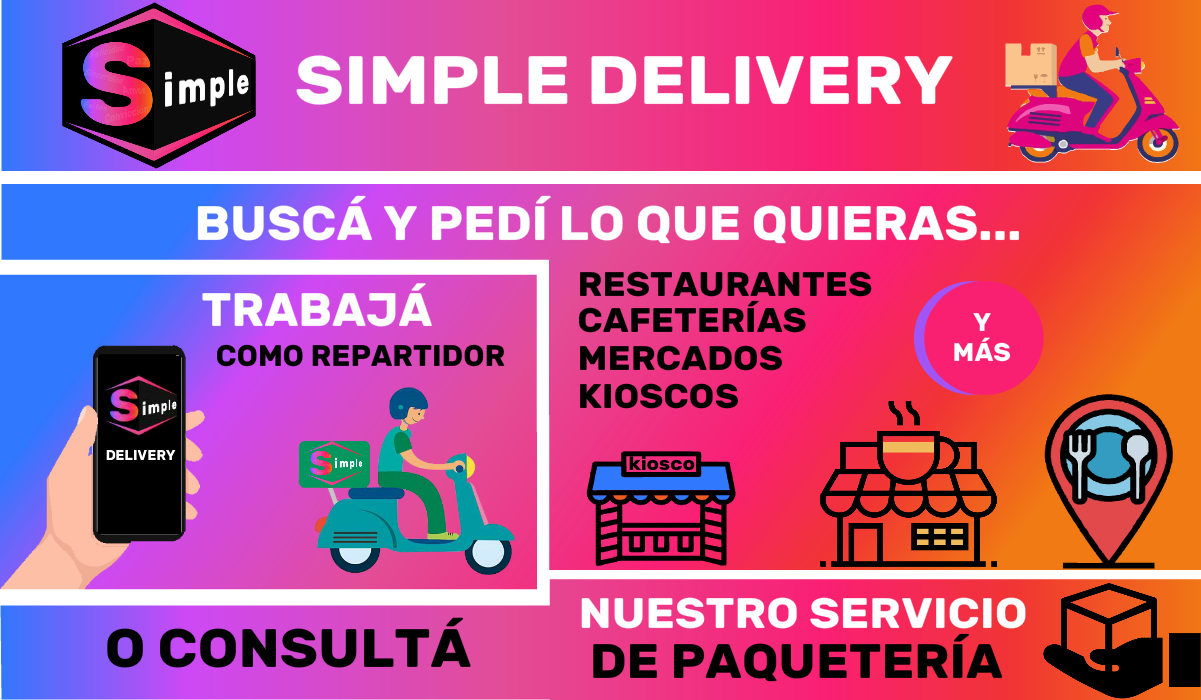 Simple
SIMPLE DELIVERY
BUSCÁ Y PEDÍ LO QUE QUIERAS...
TRABAJÁ
COMO REPARTIDOR
Simple
DELIVERY
Simple
RESTAURANTES
CAFETERÍAS
MERCADOS
KIOSCOS
Y
MÁS
kiosco
O CONSULTÁ
NUESTRO SERVICIO
DE PAQUETERÍA